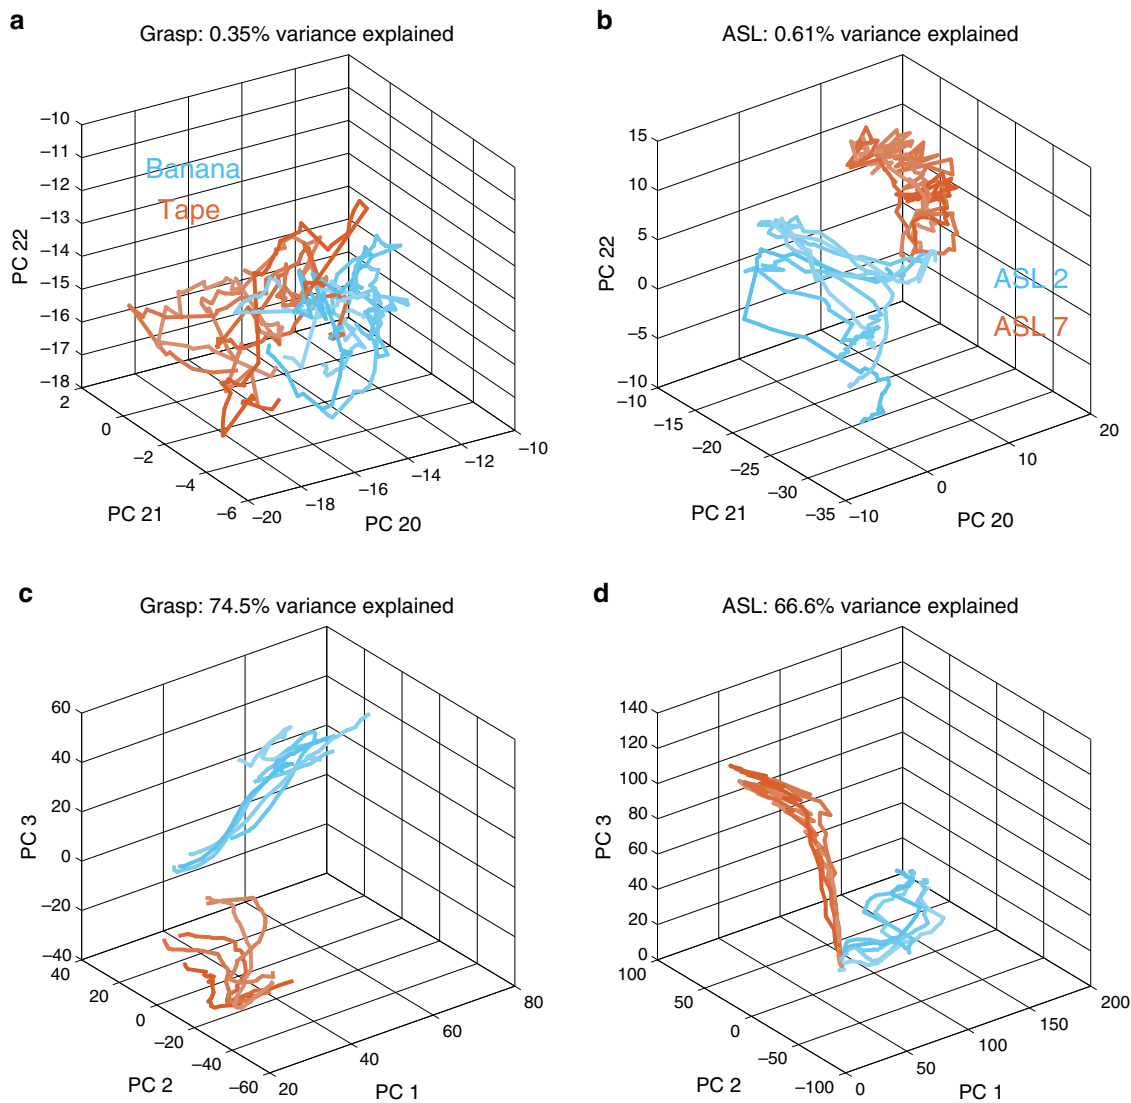 a
Grasp: 0.35% variance explained
−10
−11
−12
−13
−14
−15
−16
−17
−18
PC 22
Banana
Tape
2
0
−2
−4
−6
PC 21
−20
−18
−16
−14
−12
−10
PC 20
b
ASL: 0.61% variance explained
15
10
5
0
−5
−10
PC 22
ASL 2
ASL 7
−10
−15
−20
−25
−30
−35
PC 21
−10
0
10
20
PC 20
c
Grasp: 74.5% variance explained
60
40
20
0
−20
−40
PC 3
40
20
0
−20
−40
−60
PC 2
20
40
60
80
PC 1
d
ASL: 66.6% variance explained
140
120
100
80
60
40
20
0
PC 3
100
50
0
−50
−100
PC 2
0
50
100
150
200
PC 1